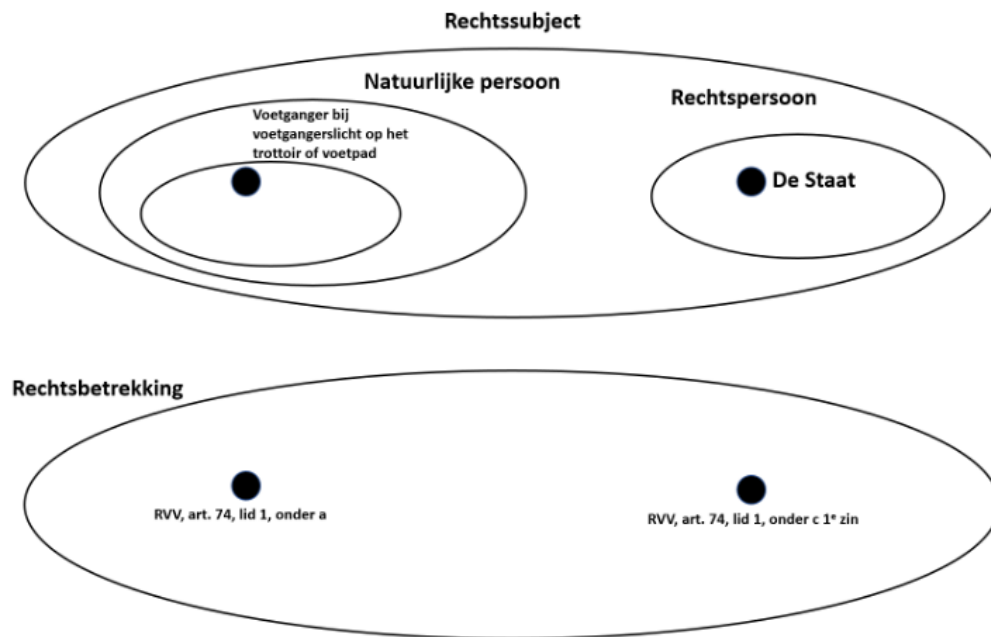 Rechtssubject
Natuurlijke persoon
Rechtspersoon
Voetganger bij
voetgangerslicht op het
trottoir of voetpad
De Staat
Rechtsbetrekking
RVV, art. 74, lid 1, onder a
RVV, art. 74, lid 1, onder c 1ᵉ zin